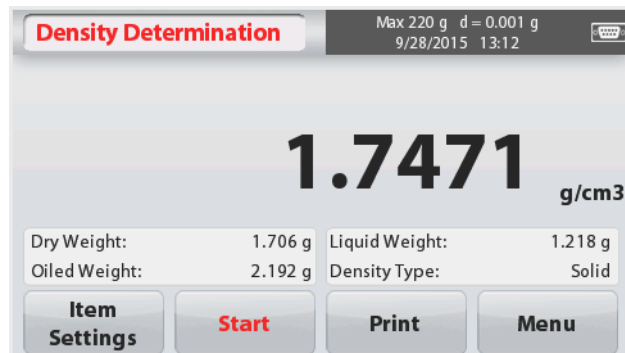 Density Determination
Max 220 g d = 0.001 g
9/28/2015 13:12
1.7471 g/cm3
Dry Weight: 1.706 g Liquid Weight: 1.218 g
Oiled Weight: 2.192 g Density Type: Solid
Item Settings
Start
Print
Menu